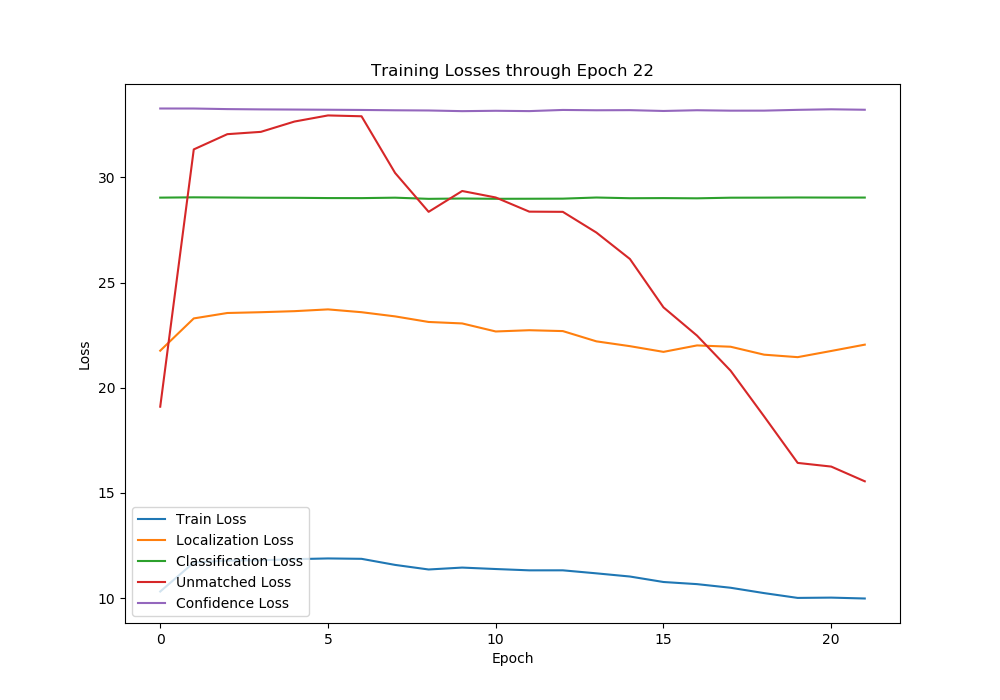 Training Losses through Epoch 22
Loss
30
25
20
15
10
Train Loss
Localization Loss
Classification Loss
Unmatched Loss
Confidence Loss
0 5 10 15 20
Epoch